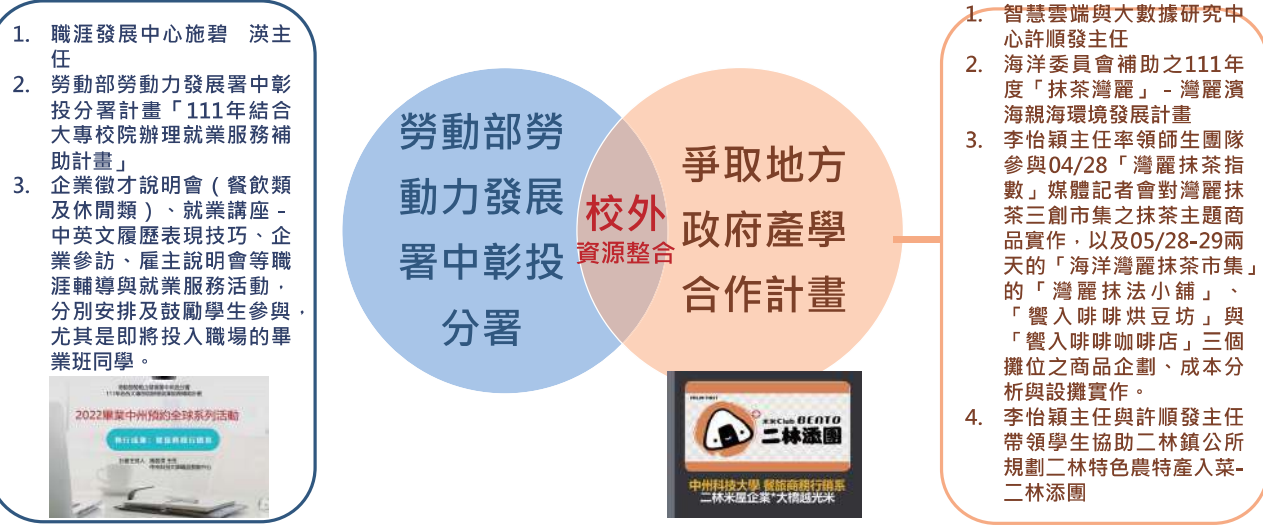 1. 職涯發展中心施碧 渶主
任
2. 勞動部勞動力發展署中彰
投分署計畫「111年結合
大專校院辦理就業服務補
助計畫」
3. 企業徵才說明會（餐飲類
及休閒類）、就業講座-
中英文履歷表現技巧、企
業參訪、雇主說明會等職
涯輔導與就業服務活動，
分別安排及鼓勵學生參與，
尤其是即將投入職場的畢
業班同學。
2022畢業中州預約全球系列活動
勞動部勞
動力發展
署中彰投
分署
校外
資源整合
爭取地方
政府產學
合作計畫
Club BENTO
二林添團
中州科技大學 餐旅商務行銷系
二林米屋企業*大橋越光米
1. 智慧雲端與大數據研究中
心許順發主任
2. 海洋委員會補助之111年
度「抹茶灣麗」-灣麗濱
海親海環境發展計畫
3. 李怡穎主任率領師生團隊
參與04/28「灣麗抹茶指
數」媒體記者會對灣麗抹
茶三創市集之抹茶主題商
品實作，以及05/28-29兩
天的「海洋灣麗抹茶市集」
的「灣麗抹法小舖」、
「饗入啡啡烘豆坊」與
「饗入啡啡咖啡店」三個
攤位之商品企劃、成本分
析與設攤實作。
4. 李怡穎主任與許順發主任
帶領學生協助二林鎮公所
規劃二林特色農特產入菜-
二林添團